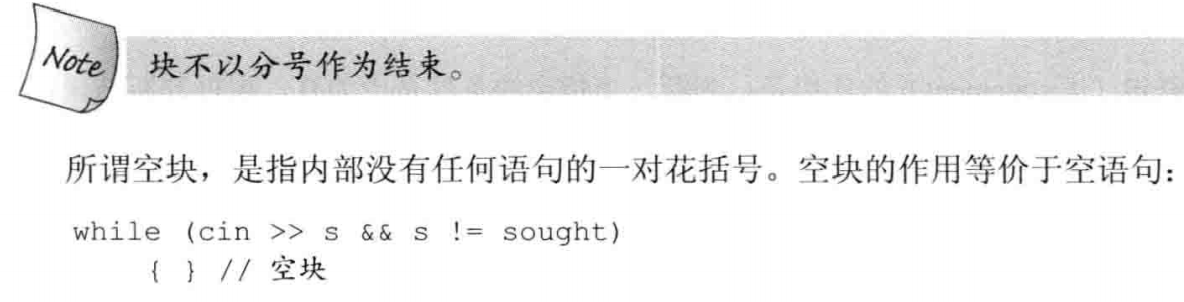 Note
块不以分号作为结束。
所谓空块，是指内部没有任何语句的一对花括号。空块的作用等价于空语句：
while (cin >> s && s != sought)
    { } // 空块